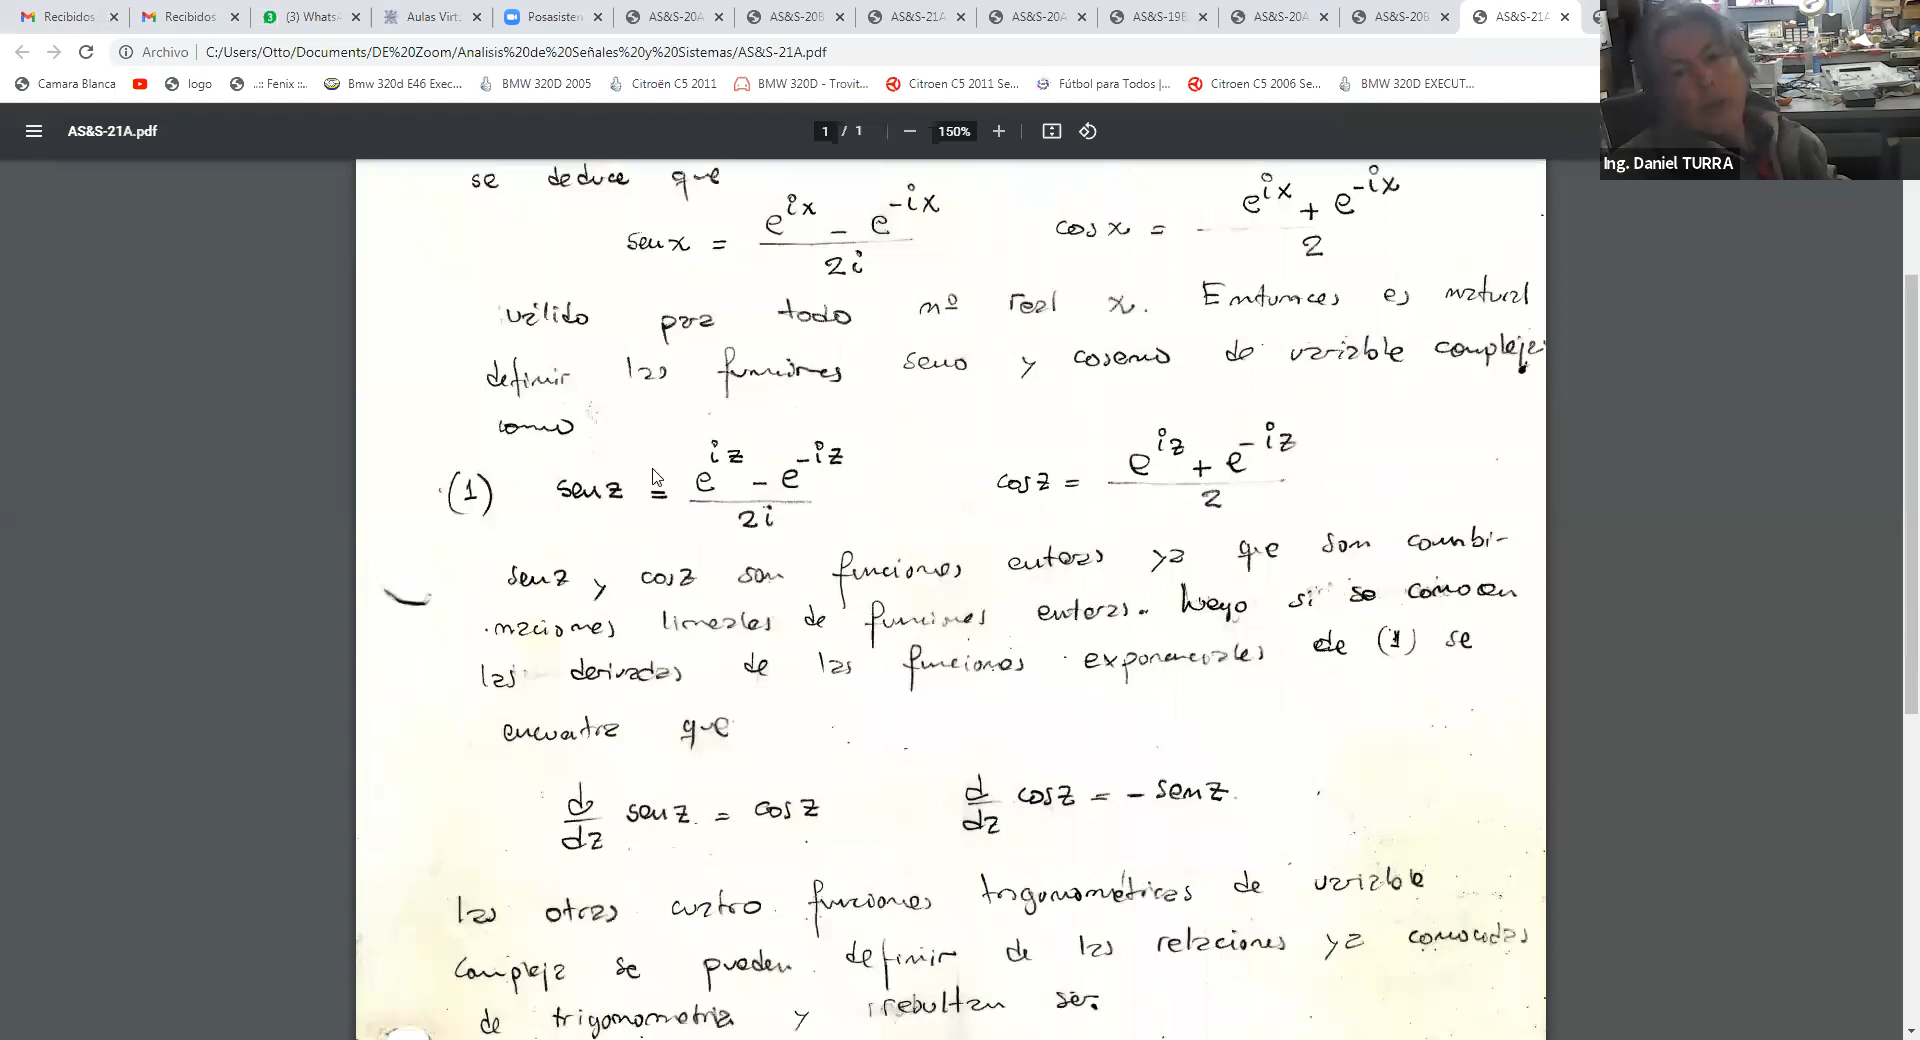 Recibidos
Recibidos
(3) WhatsA
Aulas Virt.
Posasisten
AS&S-20A
AS&S-20B
AS&S-21A
AS&S-20A
AS&S-19E
AS&S-20A
AS&S-20B
AS&S-21A
Archivo
C:/Users/Otto/Documents/DE%20Zoom/Analisis%20de%20Señales%20y%20Sistemas/AS&S-21A.pdf
Camara Blanca
logo
..:: Fenix ::..
Bmw 320d E46 Exec...
BMW 320D 2005
Citroën C5 2011
BMW 320D - Trovit...
Citroen C5 2011 Se...
Fútbol para Todos |...
Citroen C5 2006 Se...
BMW 320D EXECUT...
Ing. Daniel TURRA
AS&S-21A.pdf
1 / 1
150%
se deduce que
sen x = (e^{ix} - e^{-ix}) / 2i
cos x = (e^{ix} + e^{-ix}) / 2
válido para todo nº real x. Entonces es natural
definir las funciones seno y coseno de variable compleja
como
(1) sen z = (e^{iz} - e^{-iz}) / 2i
cos z = (e^{iz} + e^{-iz}) / 2
sen z y cos z son funciones enteras ya que son combi-
naciones lineales de funciones enteras. Luego si se conocen
las derivadas de las funciones exponenciales de (1) se
encuentra que
d/dz sen z = cos z
d/dz cos z = - sen z.
las otras cuatro funciones trigonométricas de variable
compleja se pueden definir de las relaciones ya conocidas
de trigonometria y resultan ser: